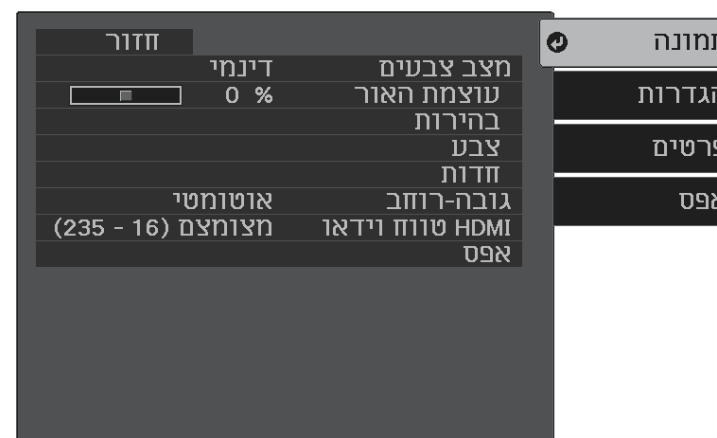 תמונה
הגדרות
פרטים
אפס
חזור
מצב צבעים דינמי
עוצמת האור 0 %
בהירות
צבע
חדות
גובה-רוחב אוטומטי
HDMI טווח וידאו מצומצם (16 - 235)
אפס